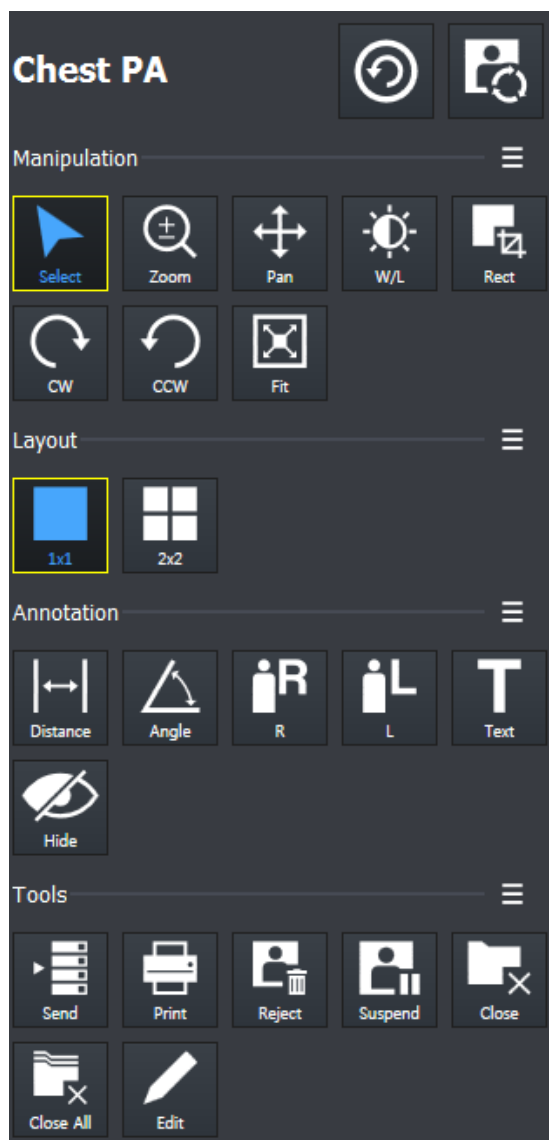 Chest PA
Manipulation
Select Zoom Pan W/L Rect
CW CCW Fit
Layout
1x1 2x2
Annotation
R L T
Distance Angle R L Text
Hide
Tools
Send Print Reject Suspend Close
Close All Edit